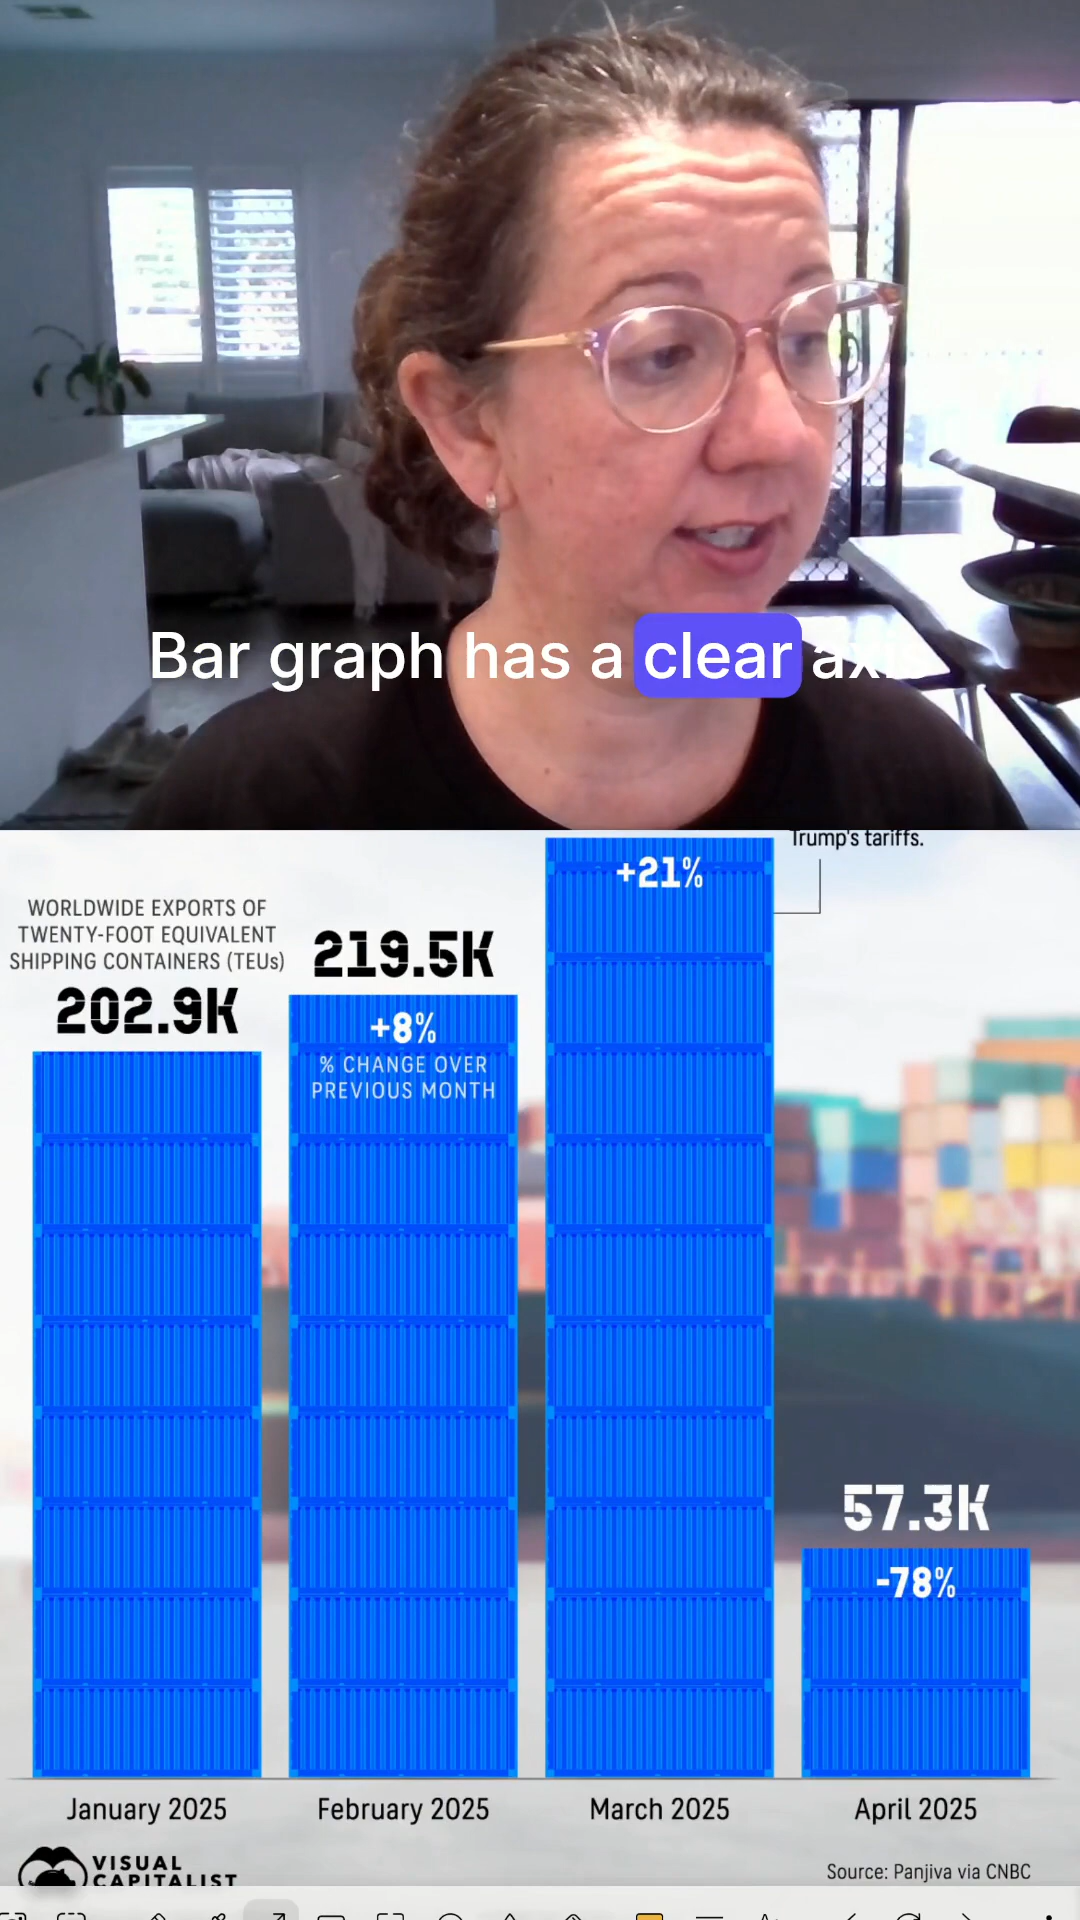 Bar graph has a clear axis
Trump's tariffs.
+21%
WORLDWIDE EXPORTS OF
TWENTY-FOOT EQUIVALENT
SHIPPING CONTAINERS (TEUs)
202.9K
219.5K
+8%
% CHANGE OVER
PREVIOUS MONTH
57.3K
-78%
January 2025
February 2025
March 2025
April 2025
VISUAL
CAPITALIST
Source: Panjiva via CNBC